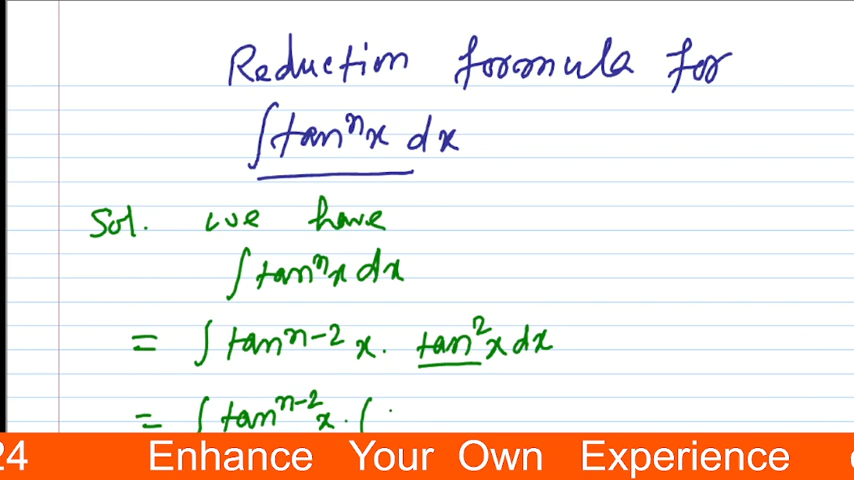 Reduction formula for
∫tanⁿx dx
Sol. we have
∫tanⁿx dx
= ∫ tanⁿ⁻²x. tan²x dx
= ∫ tanⁿ⁻²x. (
24 Enhance Your Own Experience